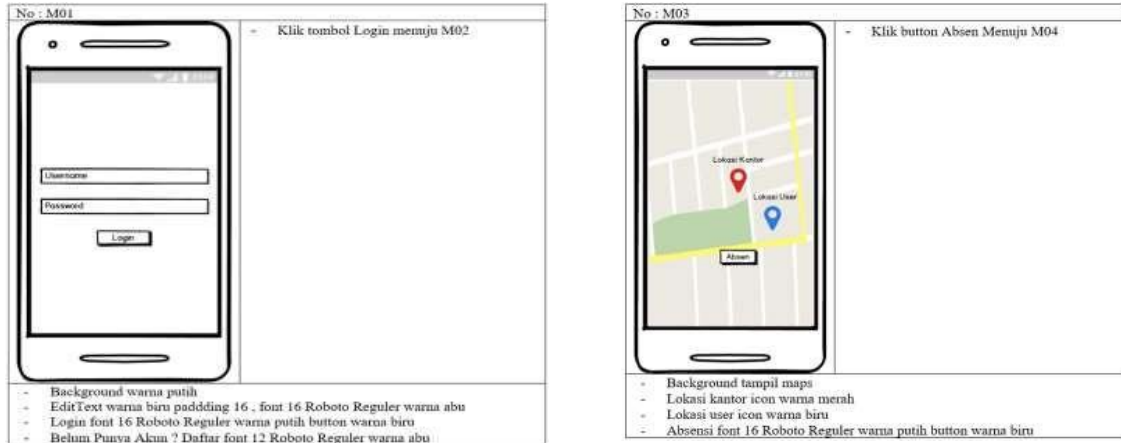 No : M01
- Klik tombol Login menuju M02
Username
Password
Login
- Background warna putih
- EditText warna biru paddding 16 , font 16 Roboto Reguler warna abu
- Login font 16 Roboto Reguler warna putih button warna biru
- Belum Punya Akun ? Daftar font 12 Roboto Reguler warna abu
No : M03
- Klik button Absen Menuju M04
Lokasi Kantor
Lokasi User
Absen
- Background tampil maps
- Lokasi kantor icon warna merah
- Lokasi user icon warna biru
- Absensi font 16 Roboto Reguler warna putih button warna biru